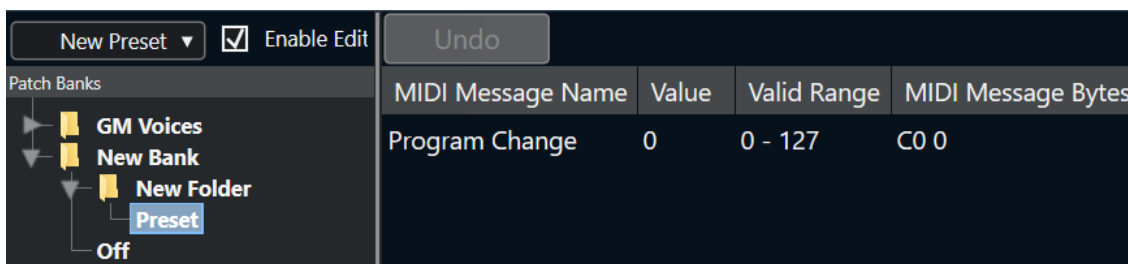 New Preset ▼ Enable Edit Undo
Patch Banks
MIDI Message Name Value Valid Range MIDI Message Bytes
GM Voices
New Bank
Program Change 0 0 - 127 C0 0
New Folder
Preset
Off